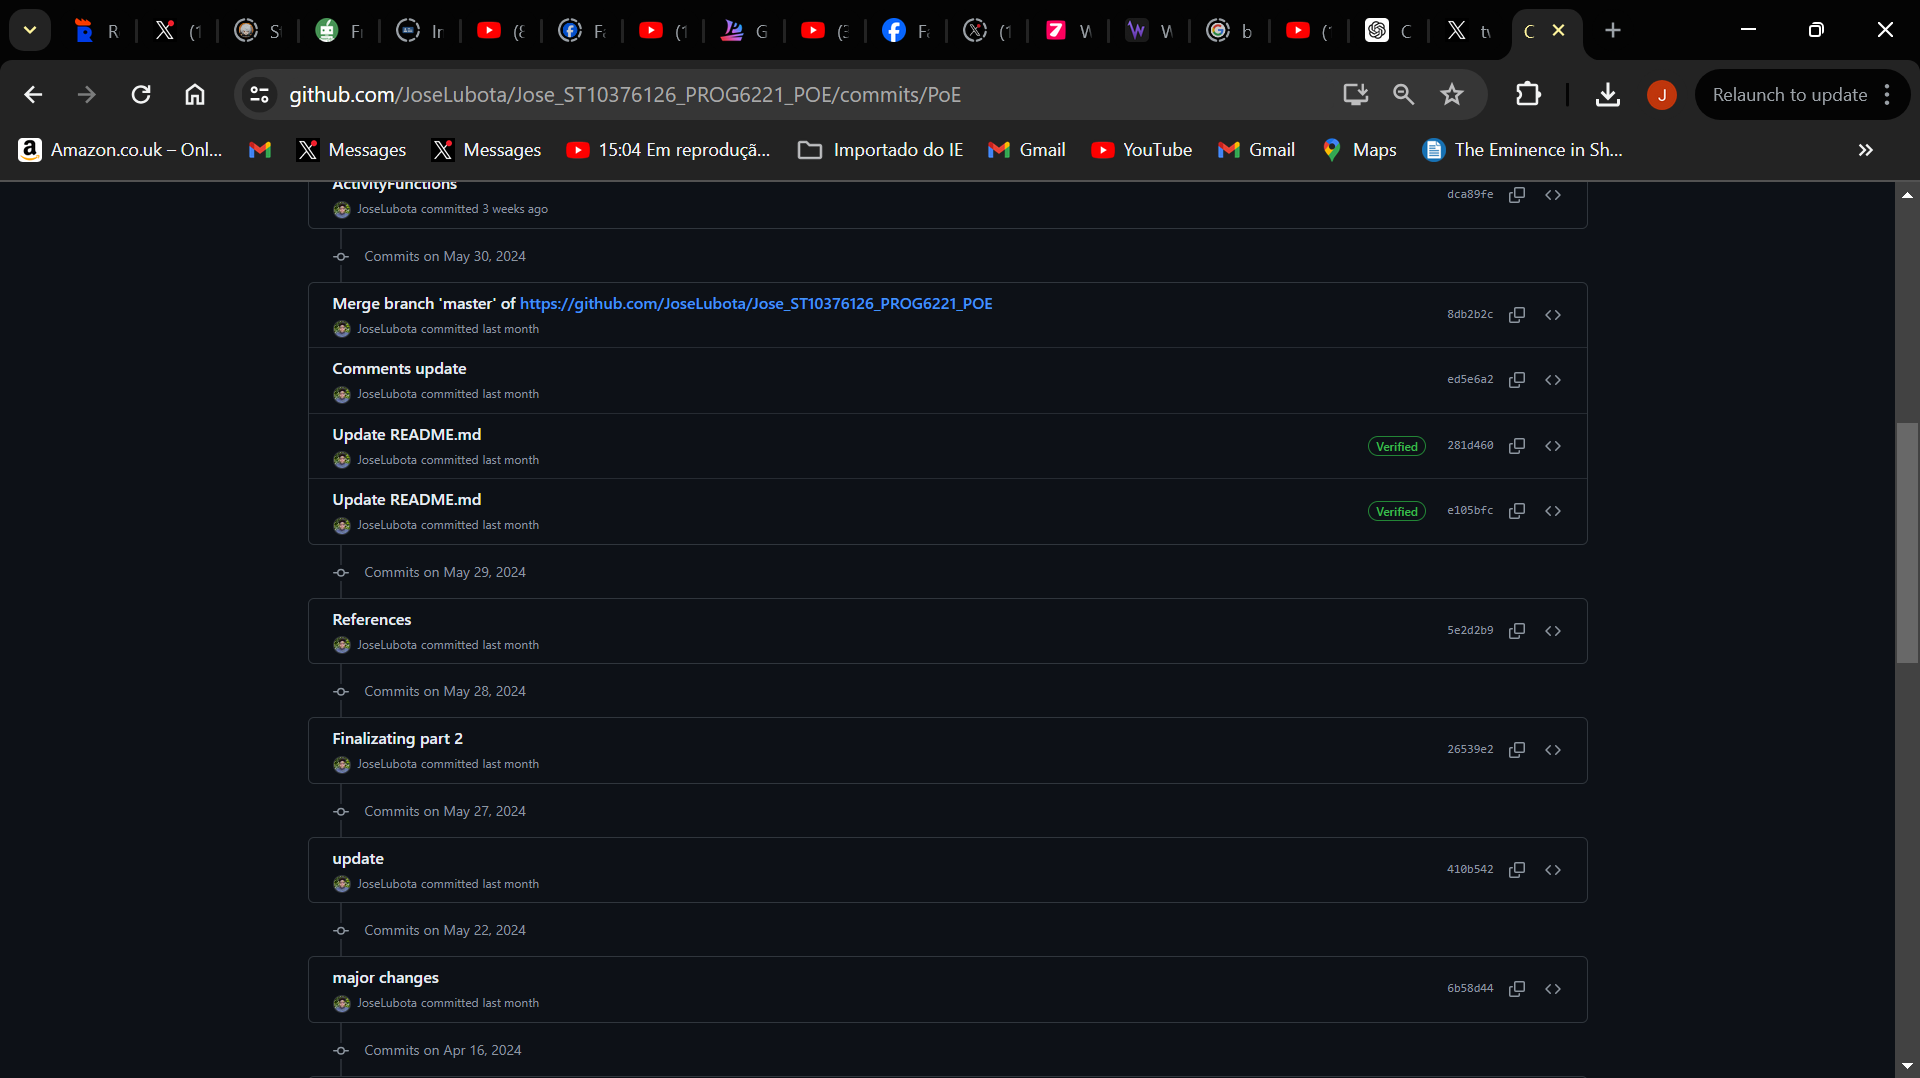 R
(1
S
Fr
In
(8
Fa
(1
G
(3
Fa
(1
W
W
b
(
C
tv
C
github.com/JoseLubota/Jose_ST10376126_PROG6221_POE/commits/PoE
J
Relaunch to update
Amazon.co.uk – Onl...
Messages
Messages
15:04 Em reproduçã...
Importado do IE
Gmail
YouTube
Gmail
Maps
The Eminence in Sh...
ActivityFunctions
dca89fe
JoseLubota committed 3 weeks ago
Commits on May 30, 2024
Merge branch 'master' of https://github.com/JoseLubota/Jose_ST10376126_PROG6221_POE
8db2b2c
JoseLubota committed last month
Comments update
ed5e6a2
JoseLubota committed last month
Update README.md
Verified
281d460
JoseLubota committed last month
Update README.md
Verified
e105bfc
JoseLubota committed last month
Commits on May 29, 2024
References
5e2d2b9
JoseLubota committed last month
Commits on May 28, 2024
Finalizating part 2
26539e2
JoseLubota committed last month
Commits on May 27, 2024
update
410b542
JoseLubota committed last month
Commits on May 22, 2024
major changes
6b58d44
JoseLubota committed last month
Commits on Apr 16, 2024